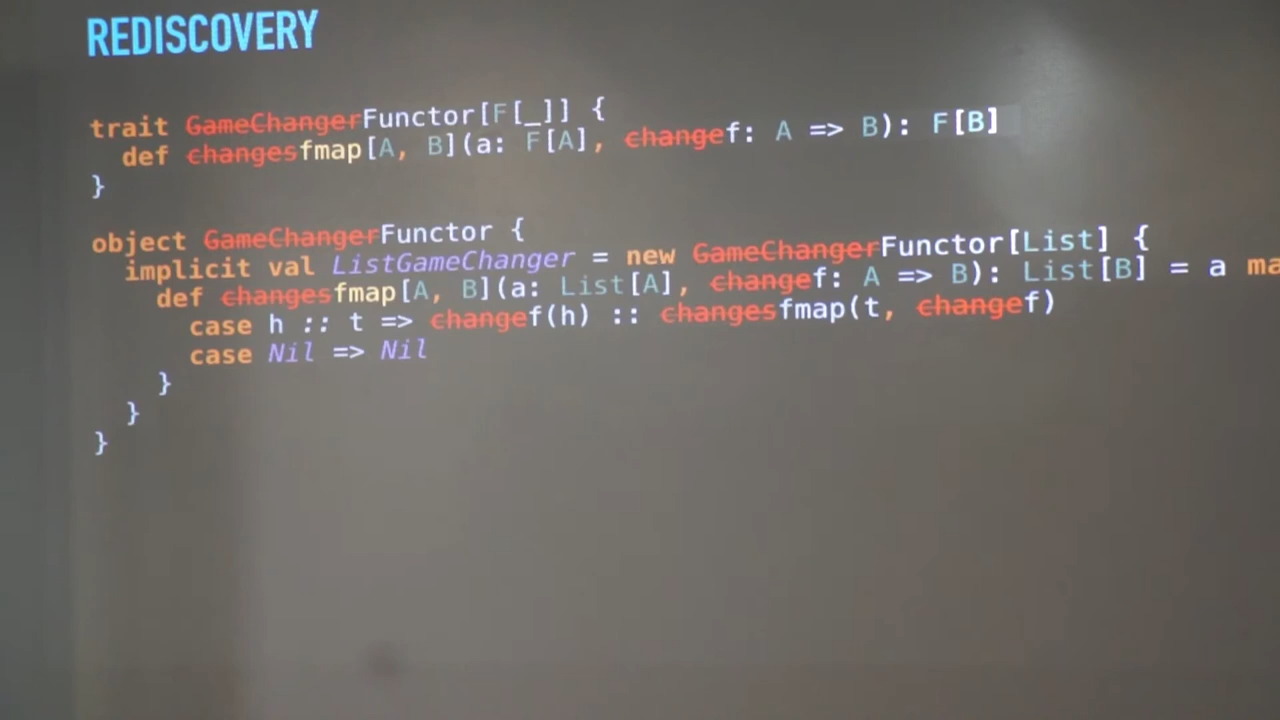 REDISCOVERY
trait GameChangerFunctor[F[_]] {
def changesfmap[A, B](a: F[A], changef: A => B): F[B]
}
object GameChangerFunctor {
implicit val ListGameChanger = new GameChangerFunctor[List] {
def changesfmap[A, B](a: List[A], changef: A => B): List[B] = a ma
case h :: t => changef(h) :: changesfmap(t, changef)
case Nil => Nil
}
}
}